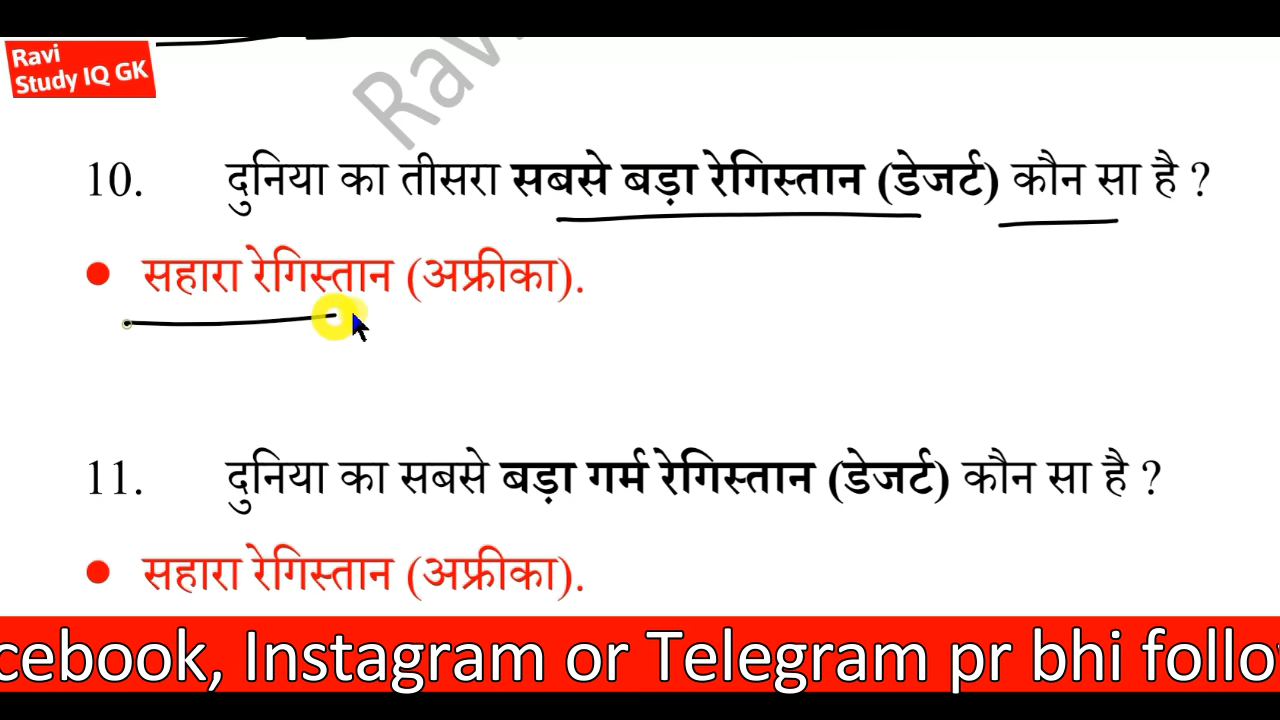 Ravi
Study IQ GK
Ravi
10. दुनिया का तीसरा सबसे बड़ा रेगिस्तान (डेजर्ट) कौन सा है ?
• सहारा रेगिस्तान (अफ्रीका).
11. दुनिया का सबसे बड़ा गर्म रेगिस्तान (डेजर्ट) कौन सा है ?
• सहारा रेगिस्तान (अफ्रीका).
cebook, Instagram or Telegram pr bhi follo